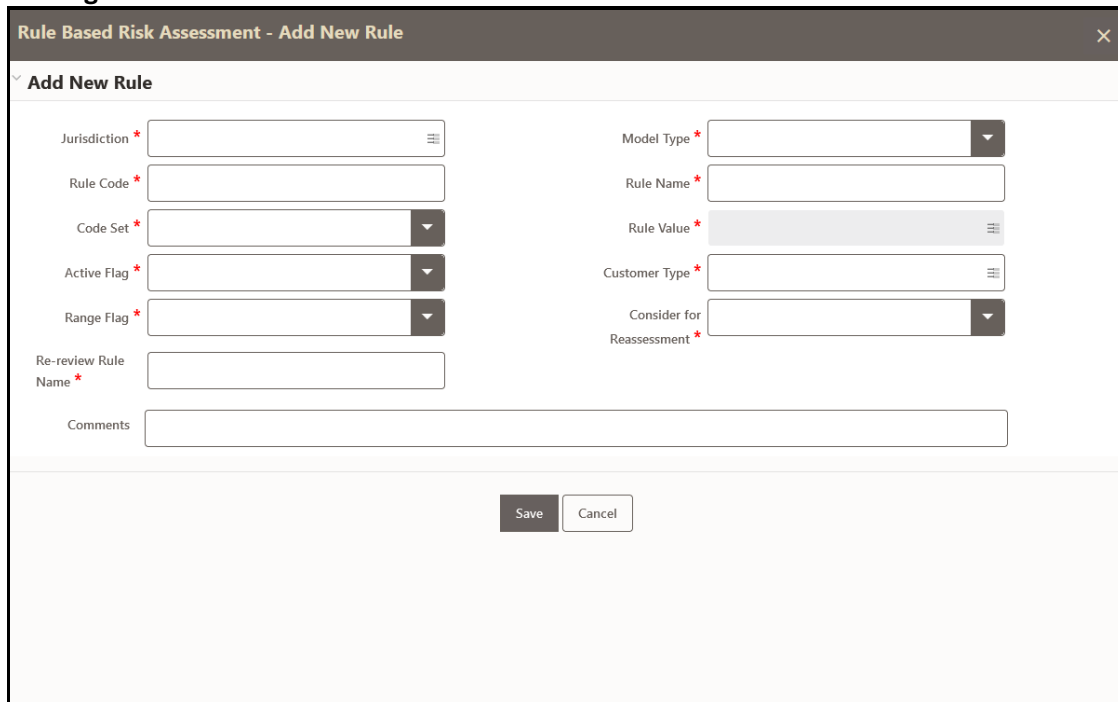 Rule Based Risk Assessment - Add New Rule
Add New Rule
Jurisdiction *
Model Type *
Rule Code *
Rule Name *
Code Set *
Rule Value *
Active Flag *
Customer Type *
Range Flag *
Consider for
Reassessment *
Re-review Rule
Name *
Comments
Save Cancel